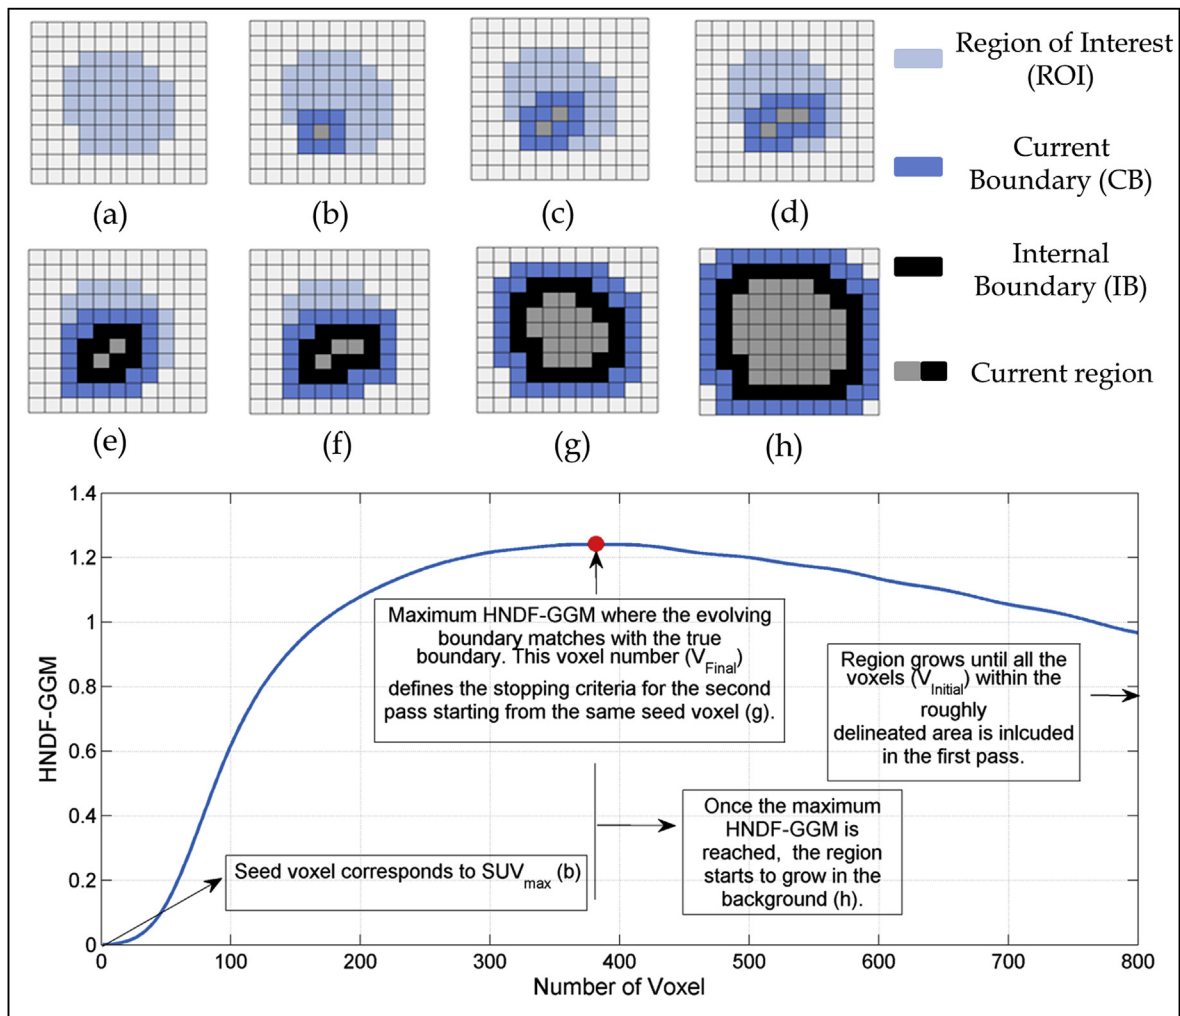 Region of Interest
(ROI)
Current
Boundary (CB)
Internal
Boundary (IB)
Current region
(a)
(b)
(c)
(d)
(e)
(f)
(g)
(h)
1.4
1.2
1
0.8
0.6
0.4
0.2
0
HNDF-GGM
Maximum HNDF-GGM where the evolving
boundary matches with the true
boundary. This voxel number (VFinal)
defines the stopping criteria for the second
pass starting from the same seed voxel (g).
Region grows until all the
voxels (VInitial) within the
roughly
delineated area is inlcuded
in the first pass.
Once the maximum
HNDF-GGM is
reached, the region
starts to grow in the
background (h).
Seed voxel corresponds to SUVmax (b)
0 100 200 300 400 500 600 700 800
Number of Voxel